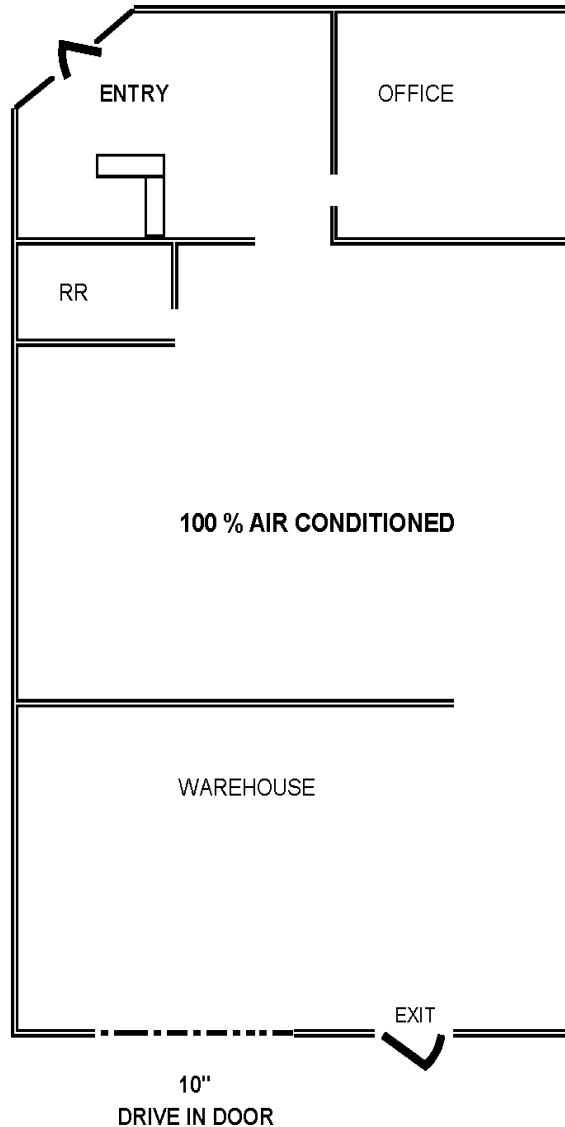 ENTRY
OFFICE
RR
100 % AIR CONDITIONED
WAREHOUSE
EXIT
10"
DRIVE IN DOOR